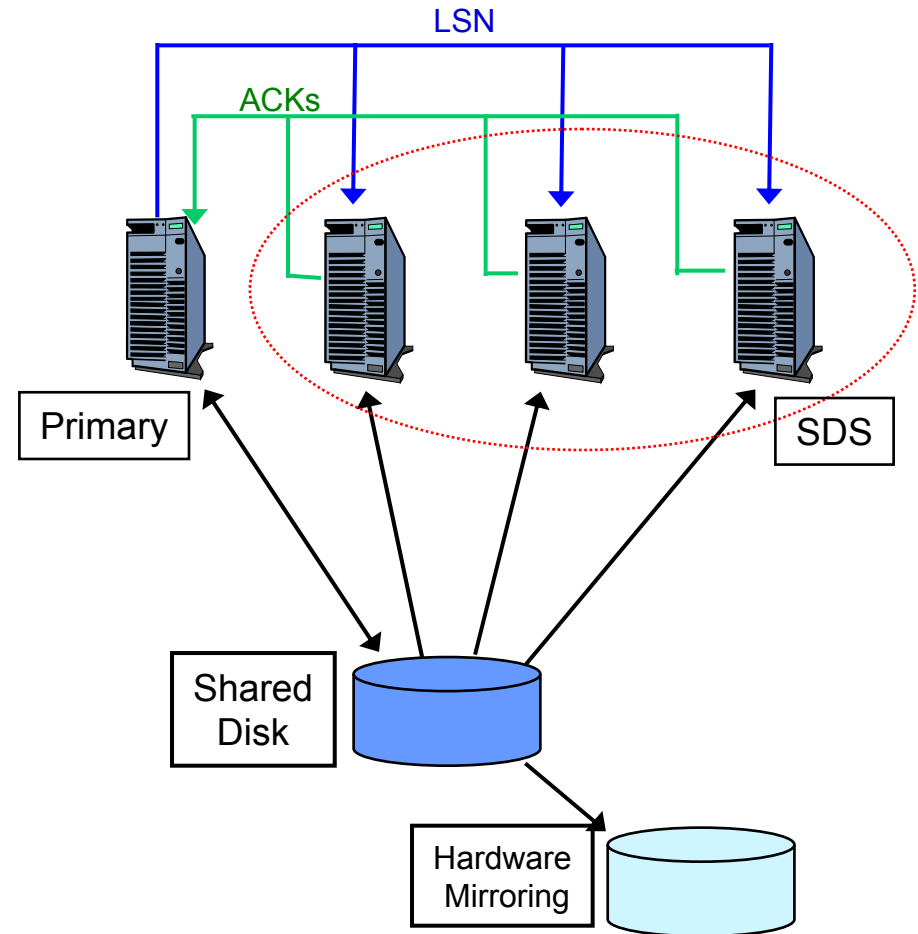 LSN
ACKs
Primary
SDS
Shared
Disk
Hardware
Mirroring